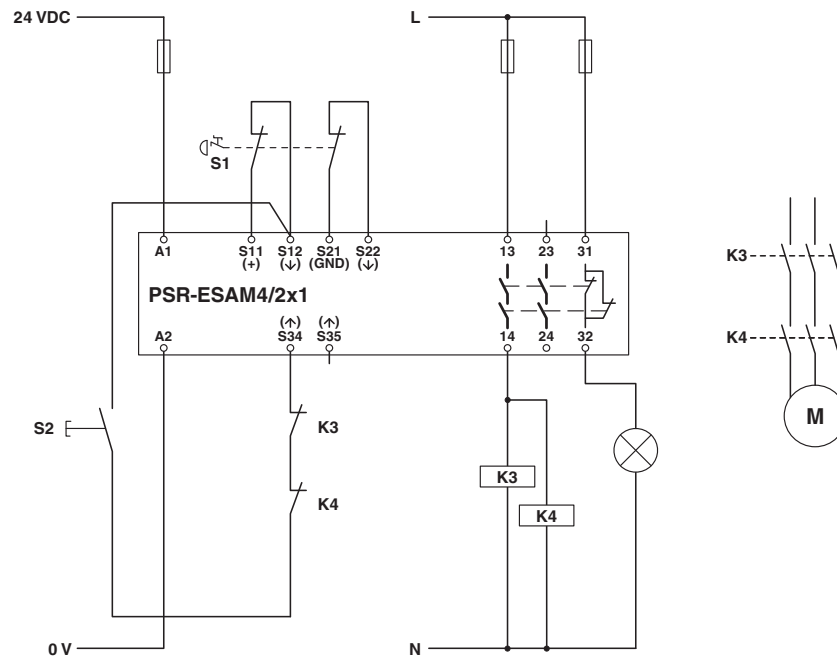 24 VDC
L
S1
A1 S11 S12 S21 S22 13 23 31
(+) (↓) (GND) (↓)
PSR-ESAM4/2x1
(↑) (↑)
A2 S34 S35 14 24 32
K3
K4
M
S2
K3
K4
K3
K4
0 V
N